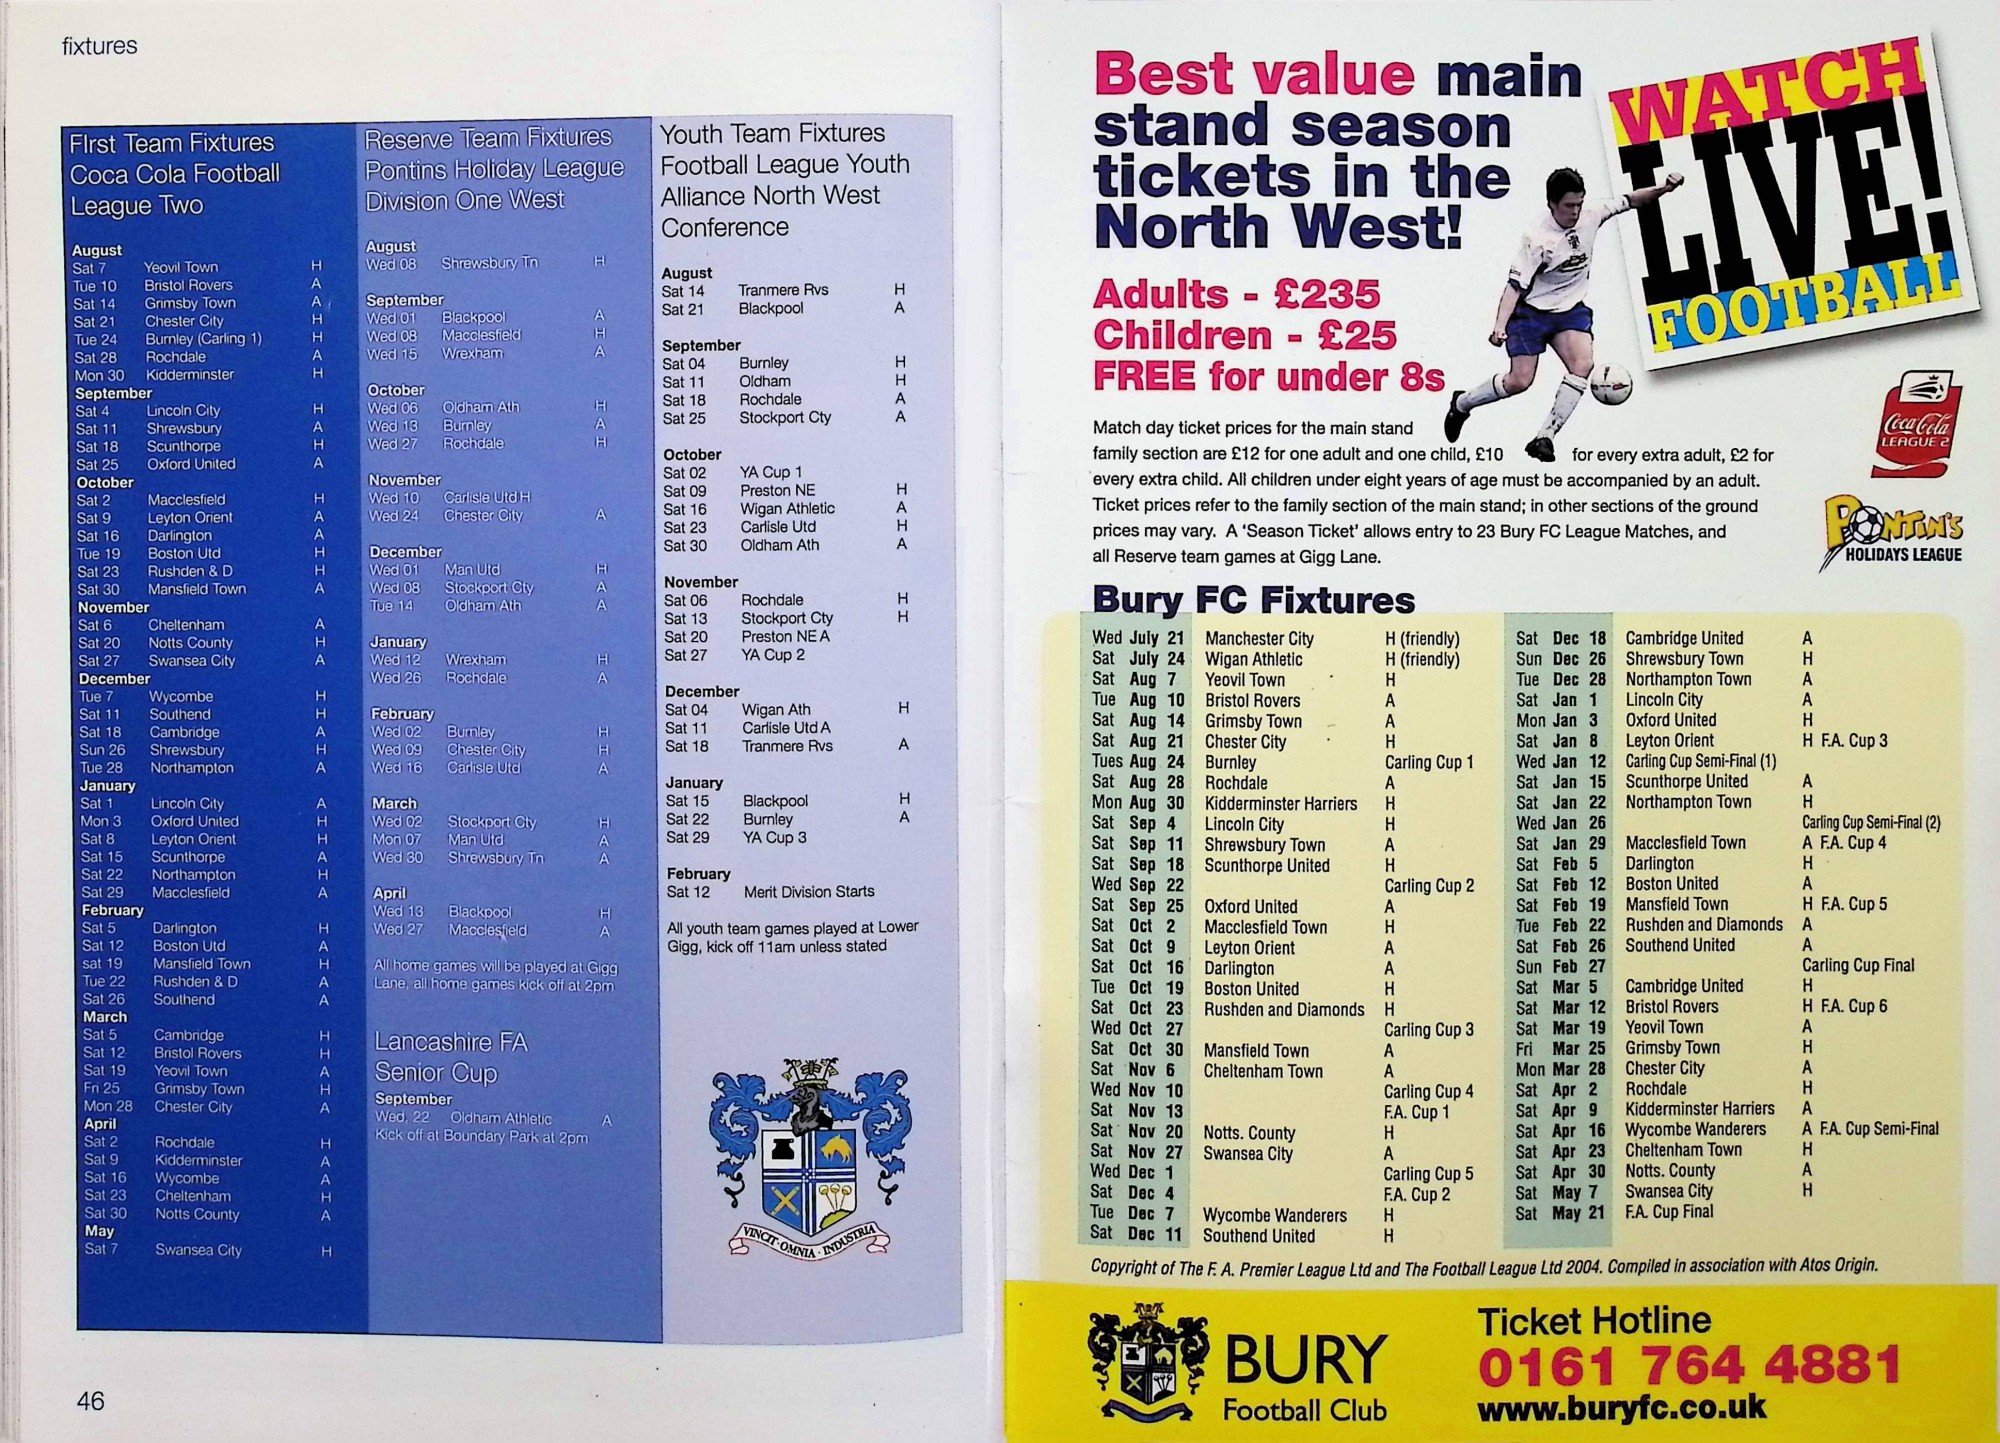 fixtures
FIrst Team Fixtures
Coca Cola Football
League Two
August
Sat 7 Yeovil Town H
Tue 10 Bristol Rovers A
Sat 14 Grimsby Town A
Sat 21 Chester City H
Tue 24 Burnley (Carling 1) H
Sat 28 Rochdale A
Mon 30 Kidderminster H
September
Sat 4 Lincoln City H
Sat 11 Shrewsbury A
Sat 18 Scunthorpe H
Sat 25 Oxford United A
October
Sat 2 Macclesfield H
Sat 9 Leyton Orient A
Sat 16 Darlington A
Tue 19 Boston Utd H
Sat 23 Rushden & D H
Sat 30 Mansfield Town A
November
Sat 6 Cheltenham A
Sat 20 Notts County H
Sat 27 Swansea City A
December
Tue 7 Wycombe H
Sat 11 Southend H
Sat 18 Cambridge A
Sun 26 Shrewsbury H
Tue 28 Northampton A
January
Sat 1 Lincoln City A
Mon 3 Oxford United H
Sat 8 Leyton Orient H
Sat 15 Scunthorpe A
Sat 22 Northampton H
Sat 29 Macclesfield A
February
Sat 5 Darlington H
Sat 12 Boston Utd A
sat 19 Mansfield Town H
Tue 22 Rushden & D A
Sat 26 Southend A
March
Sat 5 Cambridge H
Sat 12 Bristol Rovers H
Sat 19 Yeovil Town A
Fri 25 Grimsby Town H
Mon 28 Chester City A
April
Sat 2 Rochdale H
Sat 9 Kidderminster A
Sat 16 Wycombe A
Sat 23 Cheltenham H
Sat 30 Notts County A
May
Sat 7 Swansea City H
Reserve Team Fixtures
Pontins Holiday League
Division One West
August
Wed 08 Shrewsbury Tn H
September
Wed 01 Blackpool A
Wed 08 Macclesfield H
Wed 15 Wrexham A
October
Wed 06 Oldham Ath H
Wed 13 Burnley A
Wed 27 Rochdale H
November
Wed 10 Carlisle Utd H
Wed 24 Chester City A
December
Wed 01 Man Utd H
Wed 08 Stockport Cty A
Tue 14 Oldham Ath A
January
Wed 12 Wrexham H
Wed 26 Rochdale A
February
Wed 02 Burnley H
Wed 09 Chester City H
Wed 16 Carlisle Utd A
March
Wed 02 Stockport Cty H
Mon 07 Man Utd A
Wed 30 Shrewsbury Tn A
April
Wed 13 Blackpool H
Wed 27 Macclesfield A
All home games will be played at Gigg
Lane, all home games kick off at 2pm
Lancashire FA
Senior Cup
September
Wed, 22 Oldham Athletic A
Kick off at Boundary Park at 2pm
Youth Team Fixtures
Football League Youth
Alliance North West
Conference
August
Sat 14 Tranmere Rvs H
Sat 21 Blackpool A
September
Sat 04 Burnley H
Sat 11 Oldham H
Sat 18 Rochdale A
Sat 25 Stockport Cty A
October
Sat 02 YA Cup 1
Sat 09 Preston NE H
Sat 16 Wigan Athletic A
Sat 23 Carlisle Utd H
Sat 30 Oldham Ath A
November
Sat 06 Rochdale H
Sat 13 Stockport Cty H
Sat 20 Preston NE A
Sat 27 YA Cup 2
December
Sat 04 Wigan Ath H
Sat 11 Carlisle Utd A
Sat 18 Tranmere Rvs A
January
Sat 15 Blackpool H
Sat 22 Burnley A
Sat 29 YA Cup 3
February
Sat 12 Merit Division Starts
All youth team games played at Lower
Gigg, kick off 11am unless stated
VINCIT · OMNIA · INDUSTRIA
46
Best value main
stand season
tickets in the
North West!
WATCH
LIVE!
FOOTBALL
Adults - £235
Children - £25
FREE for under 8s
Coca-Cola
LEAGUE 2
PONTIN'S
HOLIDAYS LEAGUE
Match day ticket prices for the main stand
family section are £12 for one adult and one child, £10 for every extra adult, £2 for
every extra child. All children under eight years of age must be accompanied by an adult.
Ticket prices refer to the family section of the main stand; in other sections of the ground
prices may vary. A 'Season Ticket' allows entry to 23 Bury FC League Matches, and
all Reserve team games at Gigg Lane.
Bury FC Fixtures
Wed July 21 Manchester City H (friendly)
Sat July 24 Wigan Athletic H (friendly)
Sat Aug 7 Yeovil Town H
Tue Aug 10 Bristol Rovers A
Sat Aug 14 Grimsby Town A
Sat Aug 21 Chester City H
Tues Aug 24 Burnley Carling Cup 1
Sat Aug 28 Rochdale A
Mon Aug 30 Kidderminster Harriers H
Sat Sep 4 Lincoln City H
Sat Sep 11 Shrewsbury Town A
Sat Sep 18 Scunthorpe United H
Wed Sep 22 Carling Cup 2
Sat Sep 25 Oxford United A
Sat Oct 2 Macclesfield Town H
Sat Oct 9 Leyton Orient A
Sat Oct 16 Darlington A
Tue Oct 19 Boston United H
Sat Oct 23 Rushden and Diamonds H
Wed Oct 27 Carling Cup 3
Sat Oct 30 Mansfield Town A
Sat Nov 6 Cheltenham Town A
Wed Nov 10 Carling Cup 4
Sat Nov 13 F.A. Cup 1
Sat Nov 20 Notts. County H
Sat Nov 27 Swansea City A
Wed Dec 1 Carling Cup 5
Sat Dec 4 F.A. Cup 2
Tue Dec 7 Wycombe Wanderers H
Sat Dec 11 Southend United H
Sat Dec 18 Cambridge United A
Sun Dec 26 Shrewsbury Town H
Tue Dec 28 Northampton Town A
Sat Jan 1 Lincoln City A
Mon Jan 3 Oxford United H
Sat Jan 8 Leyton Orient H F.A. Cup 3
Wed Jan 12 Carling Cup Semi-Final (1)
Sat Jan 15 Scunthorpe United A
Sat Jan 22 Northampton Town H
Wed Jan 26 Carling Cup Semi-Final (2)
Sat Jan 29 Macclesfield Town A F.A. Cup 4
Sat Feb 5 Darlington H
Sat Feb 12 Boston United A
Sat Feb 19 Mansfield Town H F.A. Cup 5
Tue Feb 22 Rushden and Diamonds A
Sat Feb 26 Southend United A
Sun Feb 27 Carling Cup Final
Sat Mar 5 Cambridge United H
Sat Mar 12 Bristol Rovers H F.A. Cup 6
Sat Mar 19 Yeovil Town A
Fri Mar 25 Grimsby Town H
Mon Mar 28 Chester City A
Sat Apr 2 Rochdale H
Sat Apr 9 Kidderminster Harriers A
Sat Apr 16 Wycombe Wanderers A F.A. Cup Semi-Final
Sat Apr 23 Cheltenham Town H
Sat Apr 30 Notts. County A
Sat May 7 Swansea City H
Sat May 21 F.A. Cup Final
Copyright of The F. A. Premier League Ltd and The Football League Ltd 2004. Compiled in association with Atos Origin.
BURY
Football Club
Ticket Hotline
0161 764 4881
www.buryfc.co.uk